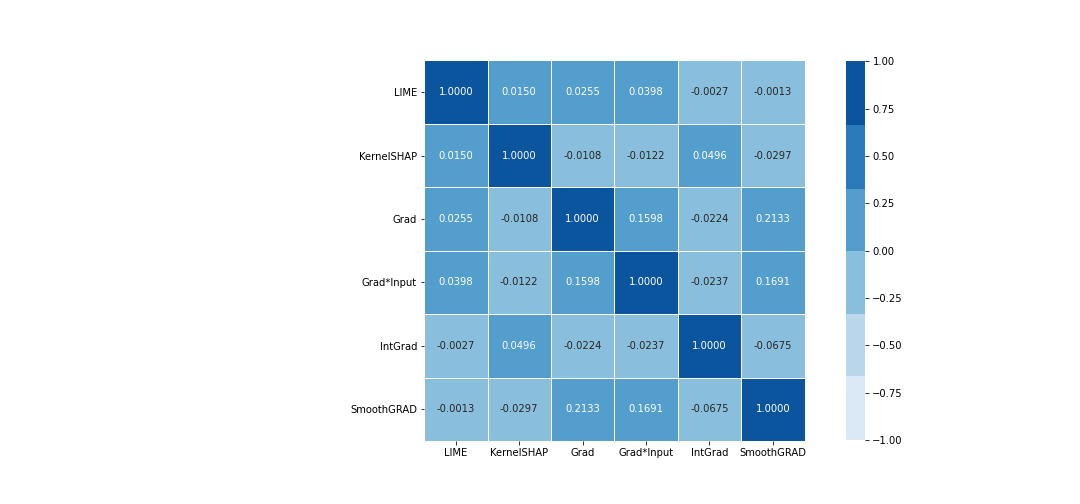 LIME 1.0000 0.0150 0.0255 0.0398 -0.0027 -0.0013
KernelSHAP 0.0150 1.0000 -0.0108 -0.0122 0.0496 -0.0297
Grad 0.0255 -0.0108 1.0000 0.1598 -0.0224 0.2133
Grad*Input 0.0398 -0.0122 0.1598 1.0000 -0.0237 0.1691
IntGrad -0.0027 0.0496 -0.0224 -0.0237 1.0000 -0.0675
SmoothGRAD -0.0013 -0.0297 0.2133 0.1691 -0.0675 1.0000
LIME KernelSHAP Grad Grad*Input IntGrad SmoothGRAD
1.00
0.75
0.50
0.25
0.00
−0.25
−0.50
−0.75
−1.00